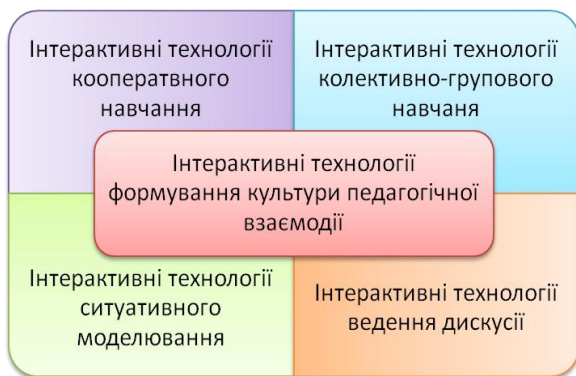 Інтерактивні технології
кооператвного
навчання
Інтерактивні технології
колективно-групового
навчаня
Інтерактивні технології
формування культури педагогічної
взаємодії
Інтерактивні технології
ситуативного
моделювання
Інтерактивні технології
ведення дискусії